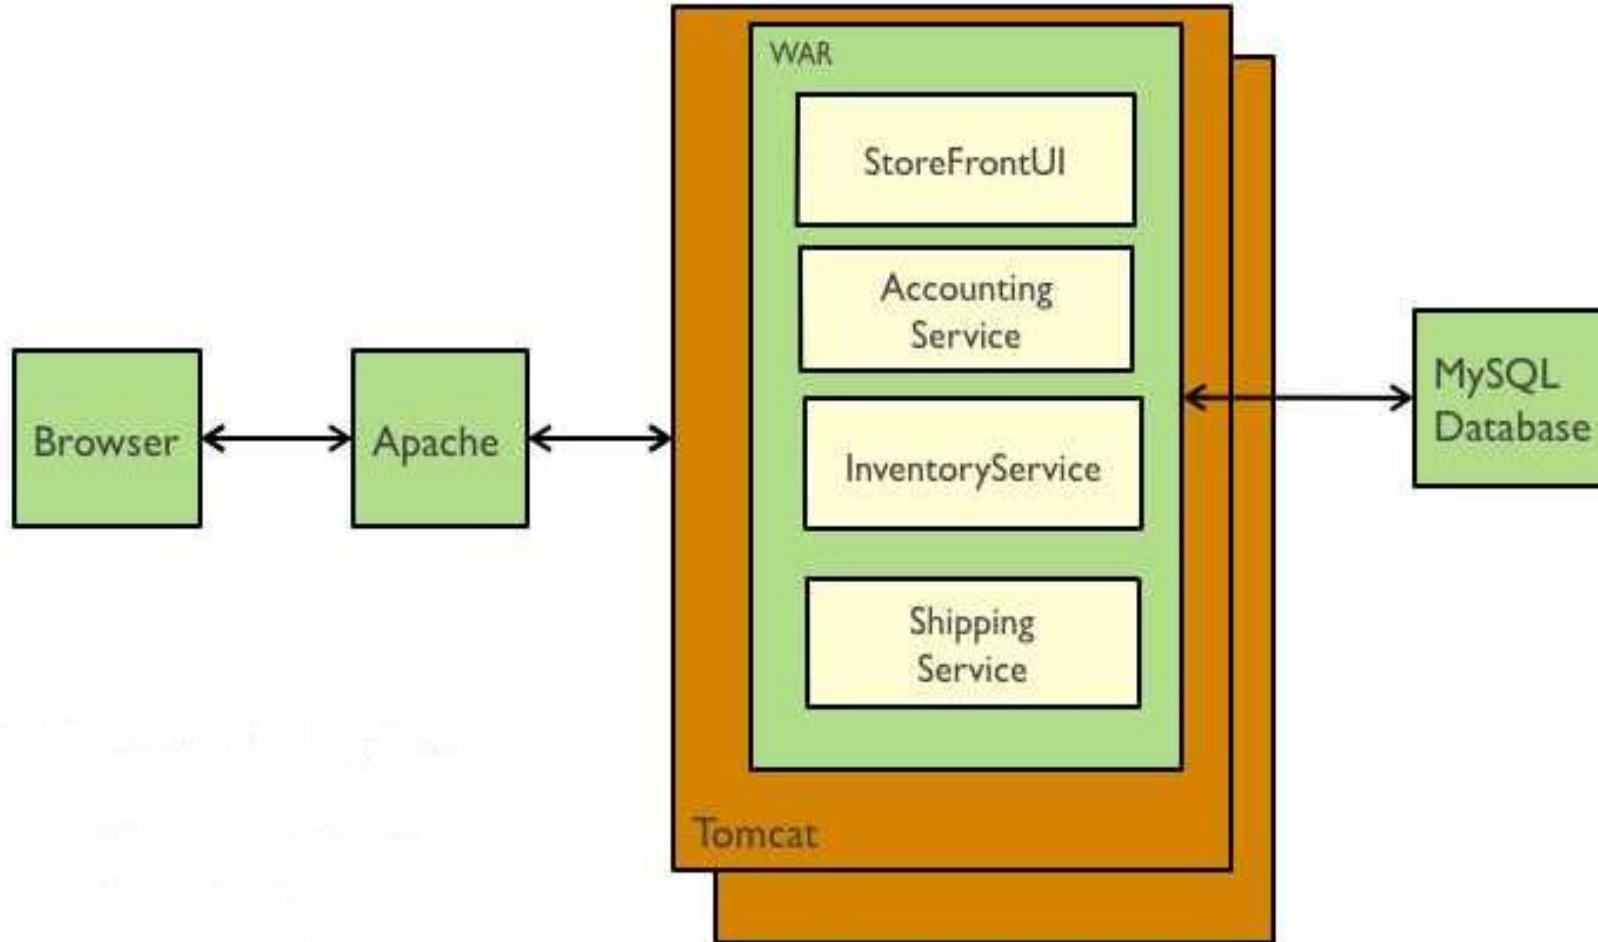 WAR
StoreFrontUI
Accounting
Service
InventoryService
Shipping
Service
Tomcat
Browser
Apache
MySQL
Database